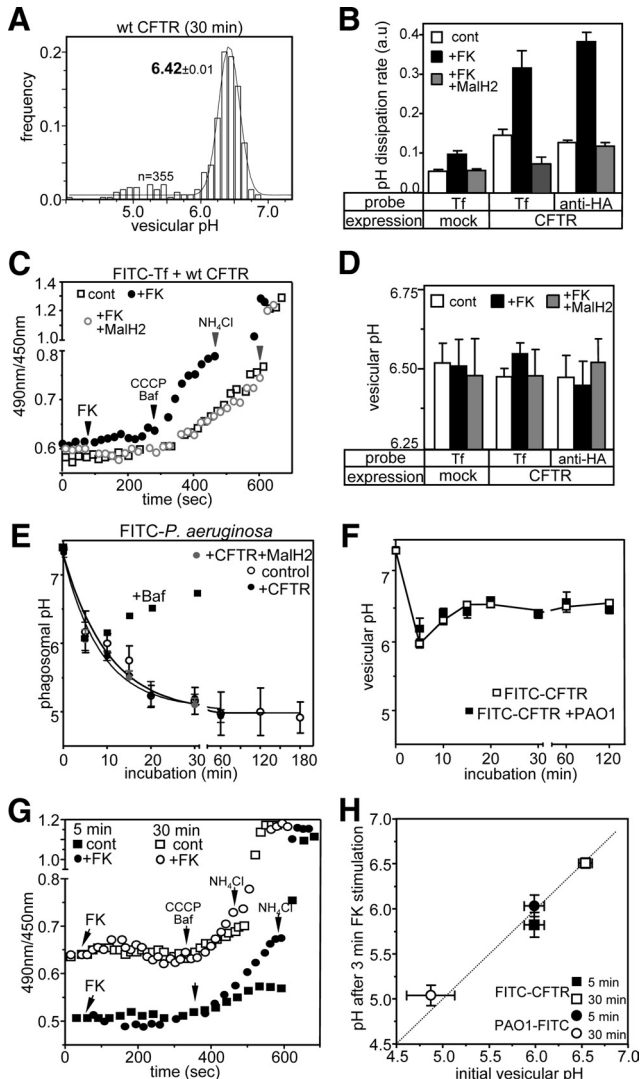 A
wt CFTR (30 min)
0.2
0.1
0
frequency
6.42±0.01
n=355
5.0 6.0 7.0
vesicular pH
B
pH dissipation rate (a.u)
0.4
0.3
0.2
0.1
0.0
cont
+FK
+FK
+MalH2
probe Tf Tf anti-HA
expression mock CFTR
C
FITC-Tf + wt CFTR
490nm/450nm
1.4
1.2
1.0
0.8
0.7
0.6
cont +FK
+FK
+MalH2
NH4Cl
CCCP
Baf
FK
0 200 400 600
time (sec)
D
vesicular pH
6.75
6.50
6.25
cont +FK +FK
+MalH2
probe Tf Tf anti-HA
expression mock CFTR
E
FITC-P. aeruginosa
phagosomal pH
7
6
5
+CFTR+MalH2
control
+CFTR
+Baf
0 10 20 30 60 120 180
incubation (min)
F
vesicular pH
7
6
5
FITC-CFTR
FITC-CFTR +PAO1
0 10 20 30 60 120
incubation (min)
G
490nm/450nm
1.2
1.1
0.8
0.7
0.6
0.5
5 min 30 min
cont cont
+FK +FK
NH4Cl
CCCP
Baf
NH4Cl
FK
FK
0 200 400 600
time (sec)
H
pH after 3 min FK stimulation
7.0
6.5
6.0
5.5
5.0
4.5
5 min
FITC-CFTR
30 min
5 min
PAO1-FITC
30 min
4.5 5.0 5.5 6.0 6.5 7.0
initial vesicular pH